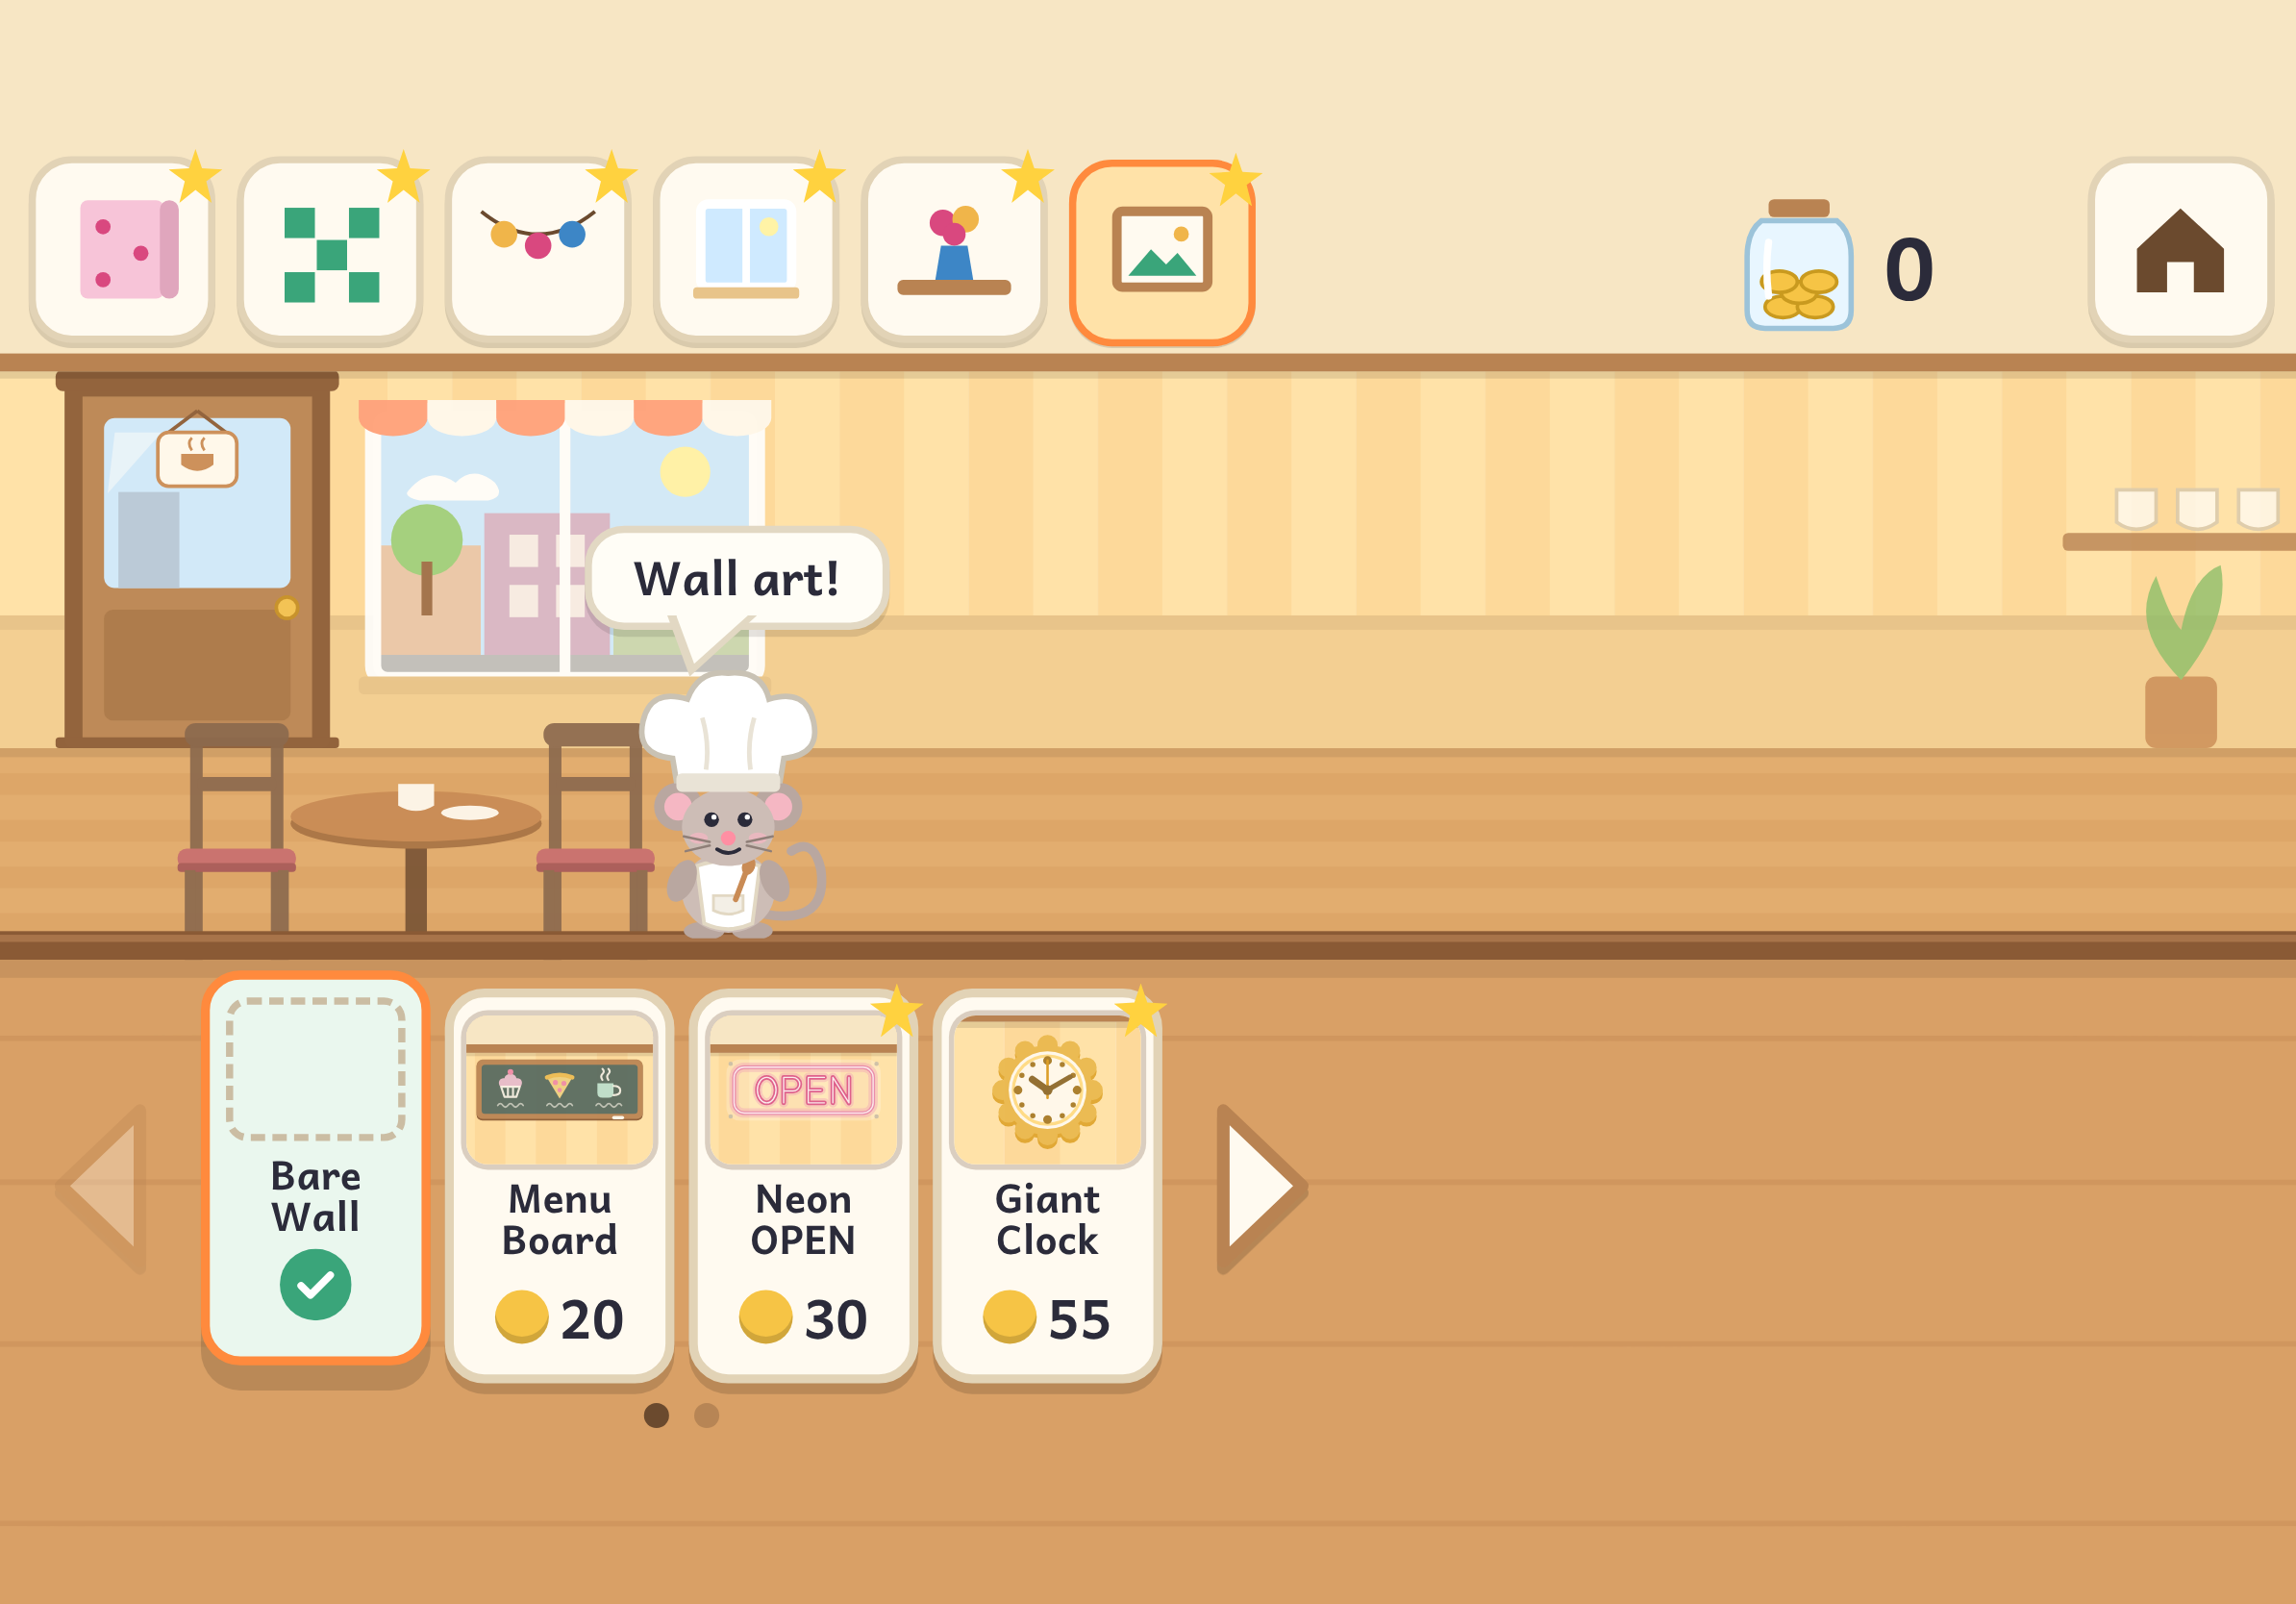 0
Wall art!
Bare
Wall
Menu
Board
20
OPEN
Neon
OPEN
30
Giant
Clock
55